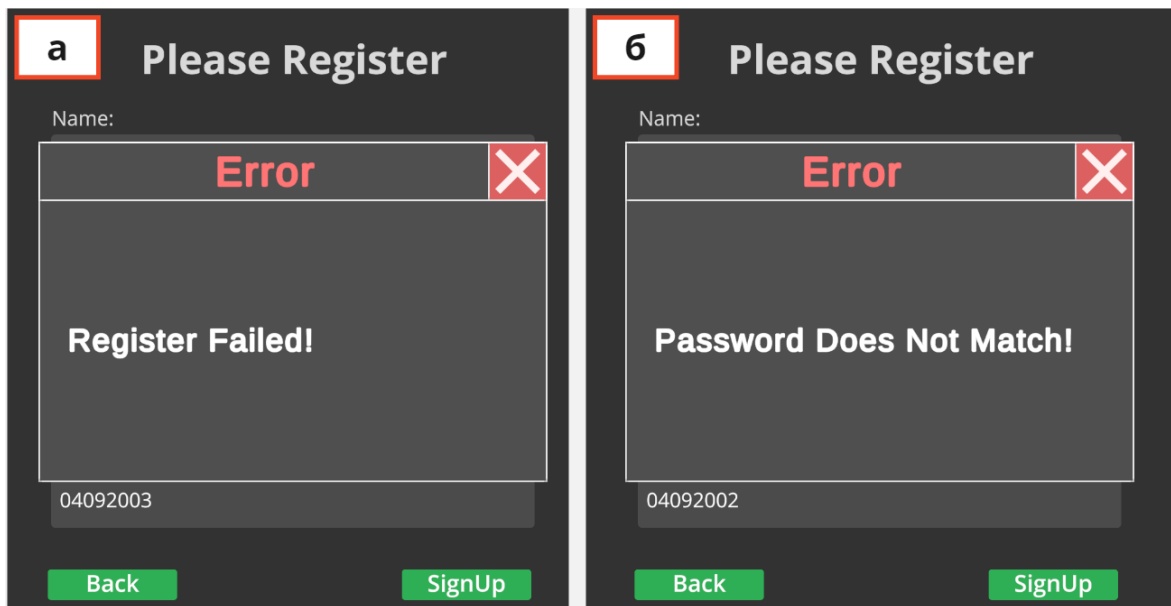 а
Please Register
Name:
Error
Register Failed!
04092003
Back
SignUp
б
Please Register
Name:
Error
Password Does Not Match!
04092002
Back
SignUp